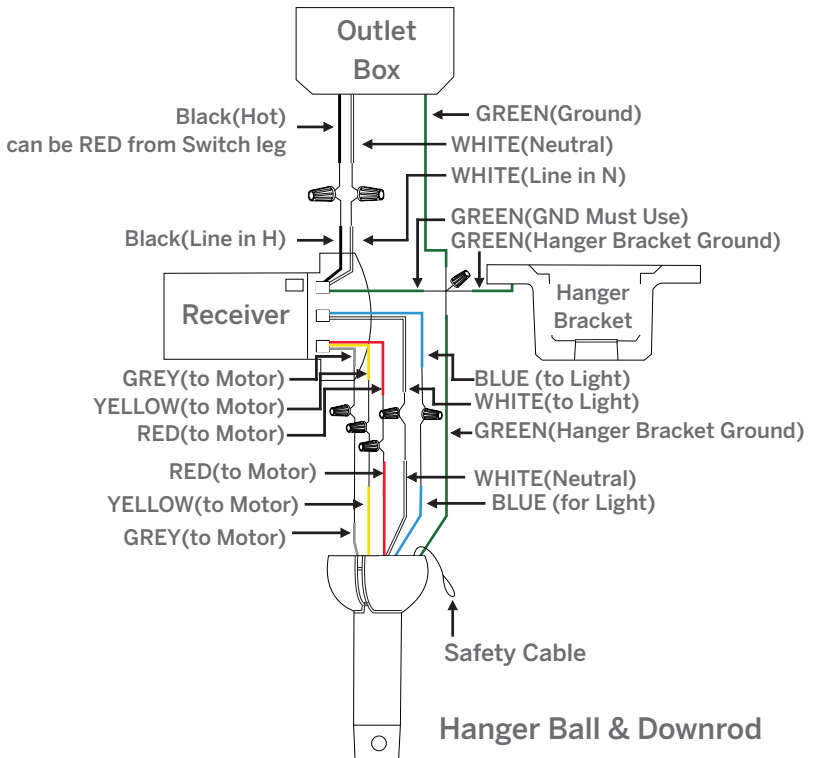 Outlet
Box
Black(Hot)
can be RED from Switch leg
GREEN(Ground)
WHITE(Neutral)
WHITE(Line in N)
GREEN(GND Must Use)
Black(Line in H)
GREEN(Hanger Bracket Ground)
Receiver
Hanger
Bracket
GREY(to Motor)
YELLOW(to Motor)
RED(to Motor)
BLUE (to Light)
WHITE(to Light)
GREEN(Hanger Bracket Ground)
RED(to Motor)
YELLOW(to Motor)
GREY(to Motor)
WHITE(Neutral)
BLUE (for Light)
Safety Cable
Hanger Ball & Downrod